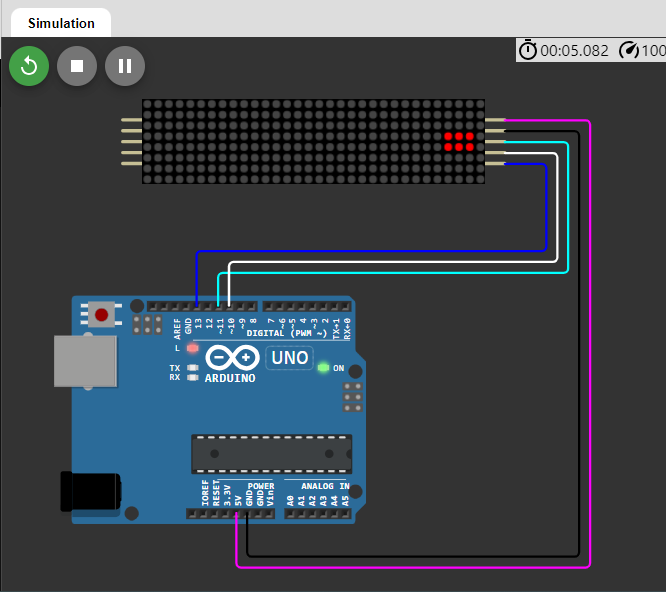 Simulation
00:05.082 100
AREF
GND
13
12
~11
~10
~9
8
7
~6
~5
4
~3
2
TX→1
RX←0
DIGITAL (PWM ~)
L
UNO
TX
RX
ON
ARDUINO
POWER
ANALOG IN
IOREF
RESET
3.3V
5V
GND
GND
Vin
A0
A1
A2
A3
A4
A5